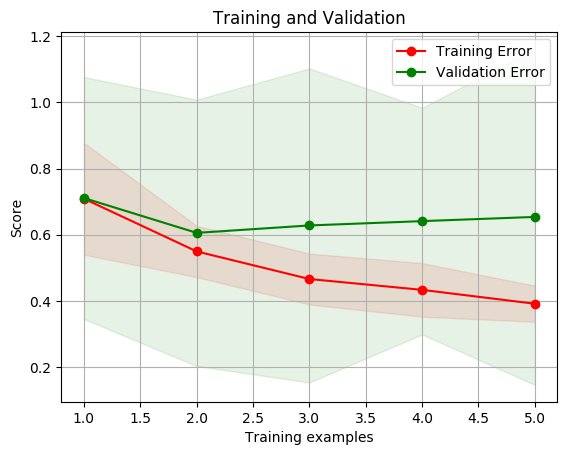 Training and Validation
Training Error
Validation Error
Score
1.2
1.0
0.8
0.6
0.4
0.2
1.0 1.5 2.0 2.5 3.0 3.5 4.0 4.5 5.0
Training examples